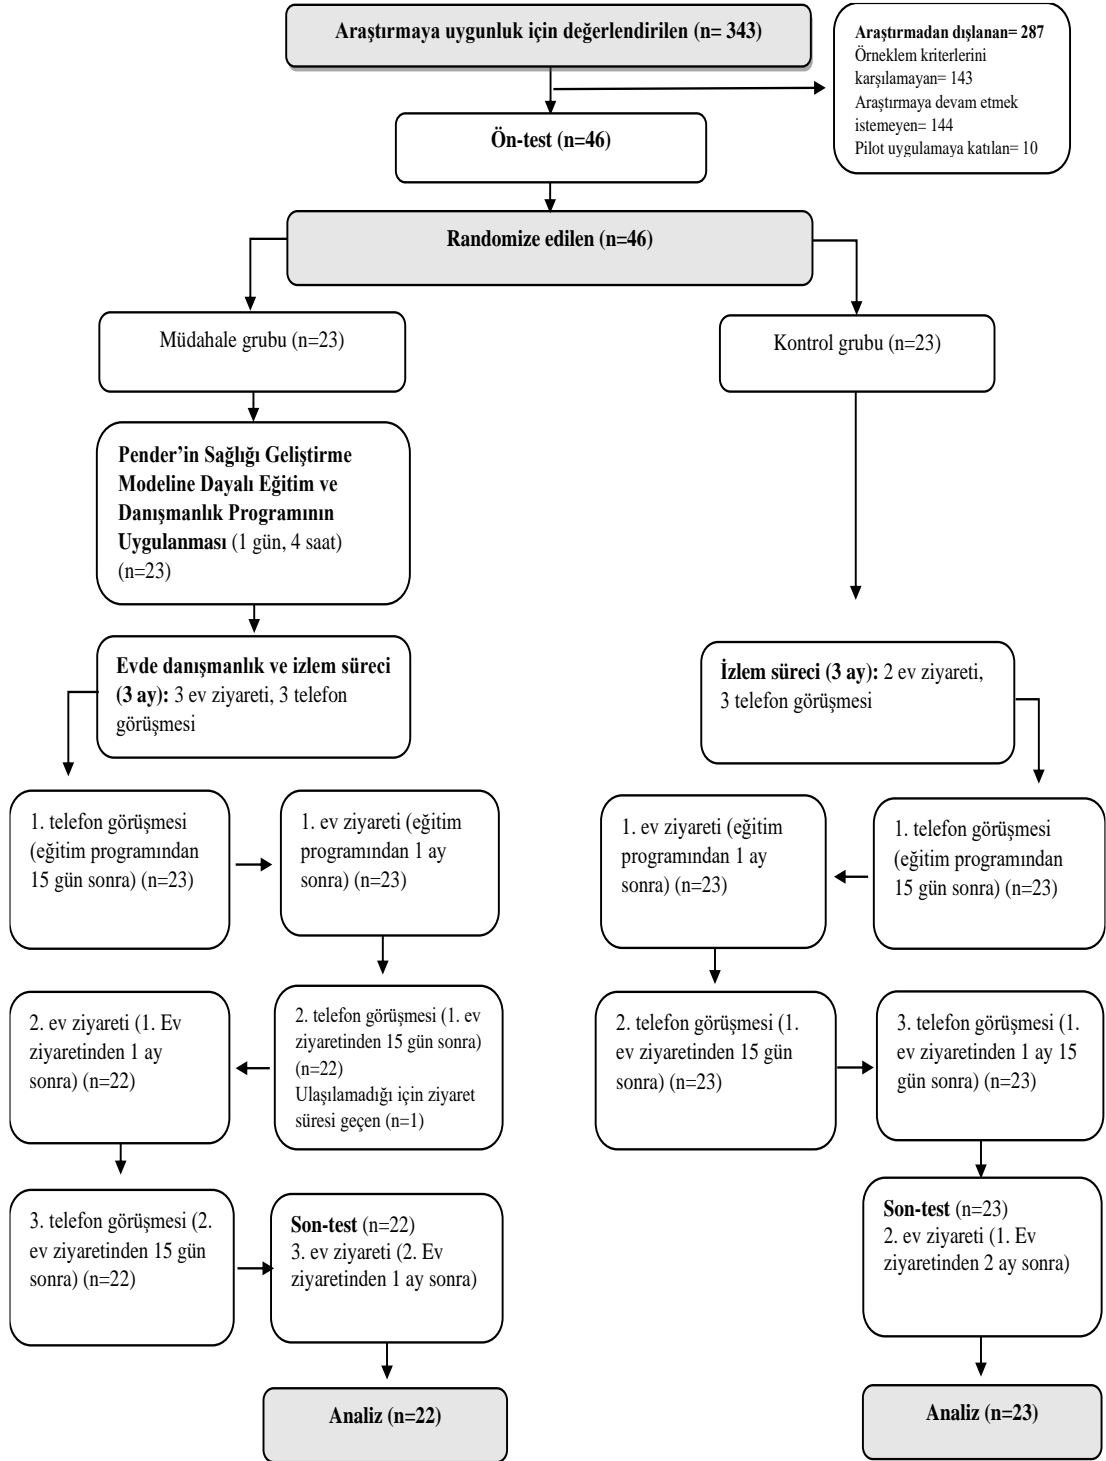 Araştırmaya uygunluk için değerlendirilen (n= 343)
Araştırmadan dışlanan= 287
Örneklem kriterlerini
karşılamayan= 143
Araştırmaya devam etmek
istemeyen= 144
Pilot uygulamaya katılan= 10
Ön-test (n=46)
Randomize edilen (n=46)
Müdahale grubu (n=23)
Kontrol grubu (n=23)
Pender’in Sağlığı Geliştirme
Modeline Dayalı Eğitim ve
Danışmanlık Programının
Uygulanması (1 gün, 4 saat)
(n=23)
Evde danışmanlık ve izlem süreci
(3 ay): 3 ev ziyareti, 3 telefon
görüşmesi
İzlem süreci (3 ay): 2 ev ziyareti,
3 telefon görüşmesi
1. telefon görüşmesi
(eğitim programından
15 gün sonra) (n=23)
1. ev ziyareti (eğitim
programından 1 ay
sonra) (n=23)
1. ev ziyareti (eğitim
programından 1 ay
sonra) (n=23)
1. telefon görüşmesi
(eğitim programından
15 gün sonra) (n=23)
2. ev ziyareti (1. Ev
ziyaretinden 1 ay
sonra) (n=22)
2. telefon görüşmesi (1. ev
ziyaretinden 15 gün sonra)
(n=22)
Ulaşılamadığı için ziyaret
süresi geçen (n=1)
2. telefon görüşmesi (1.
ev ziyaretinden 15 gün
sonra) (n=23)
3. telefon görüşmesi (1.
ev ziyaretinden 1 ay 15
gün sonra) (n=23)
3. telefon görüşmesi (2.
ev ziyaretinden 15 gün
sonra) (n=22)
Son-test (n=22)
3. ev ziyareti (2. Ev
ziyaretinden 1 ay sonra)
Son-test (n=23)
2. ev ziyareti (1. Ev
ziyaretinden 2 ay sonra)
Analiz (n=22)
Analiz (n=23)